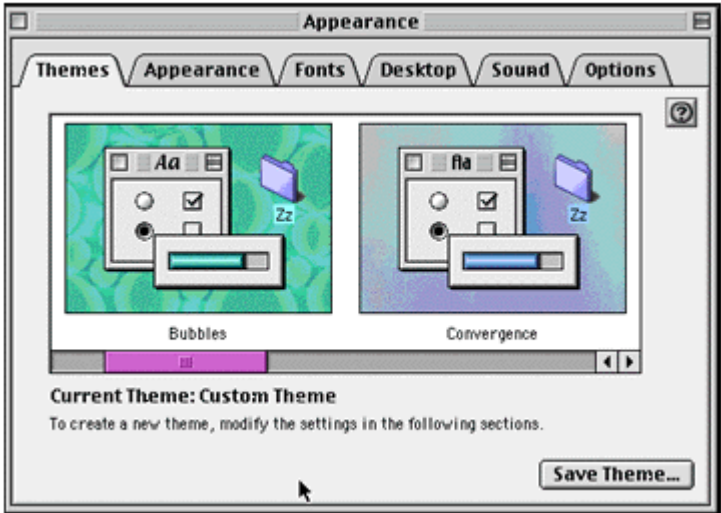 Appearance
Themes Appearance Fonts Desktop Sound Options
?
Aa Aa
Zz Zz
Bubbles Convergence
Current Theme: Custom Theme
To create a new theme, modify the settings in the following sections.
Save Theme...